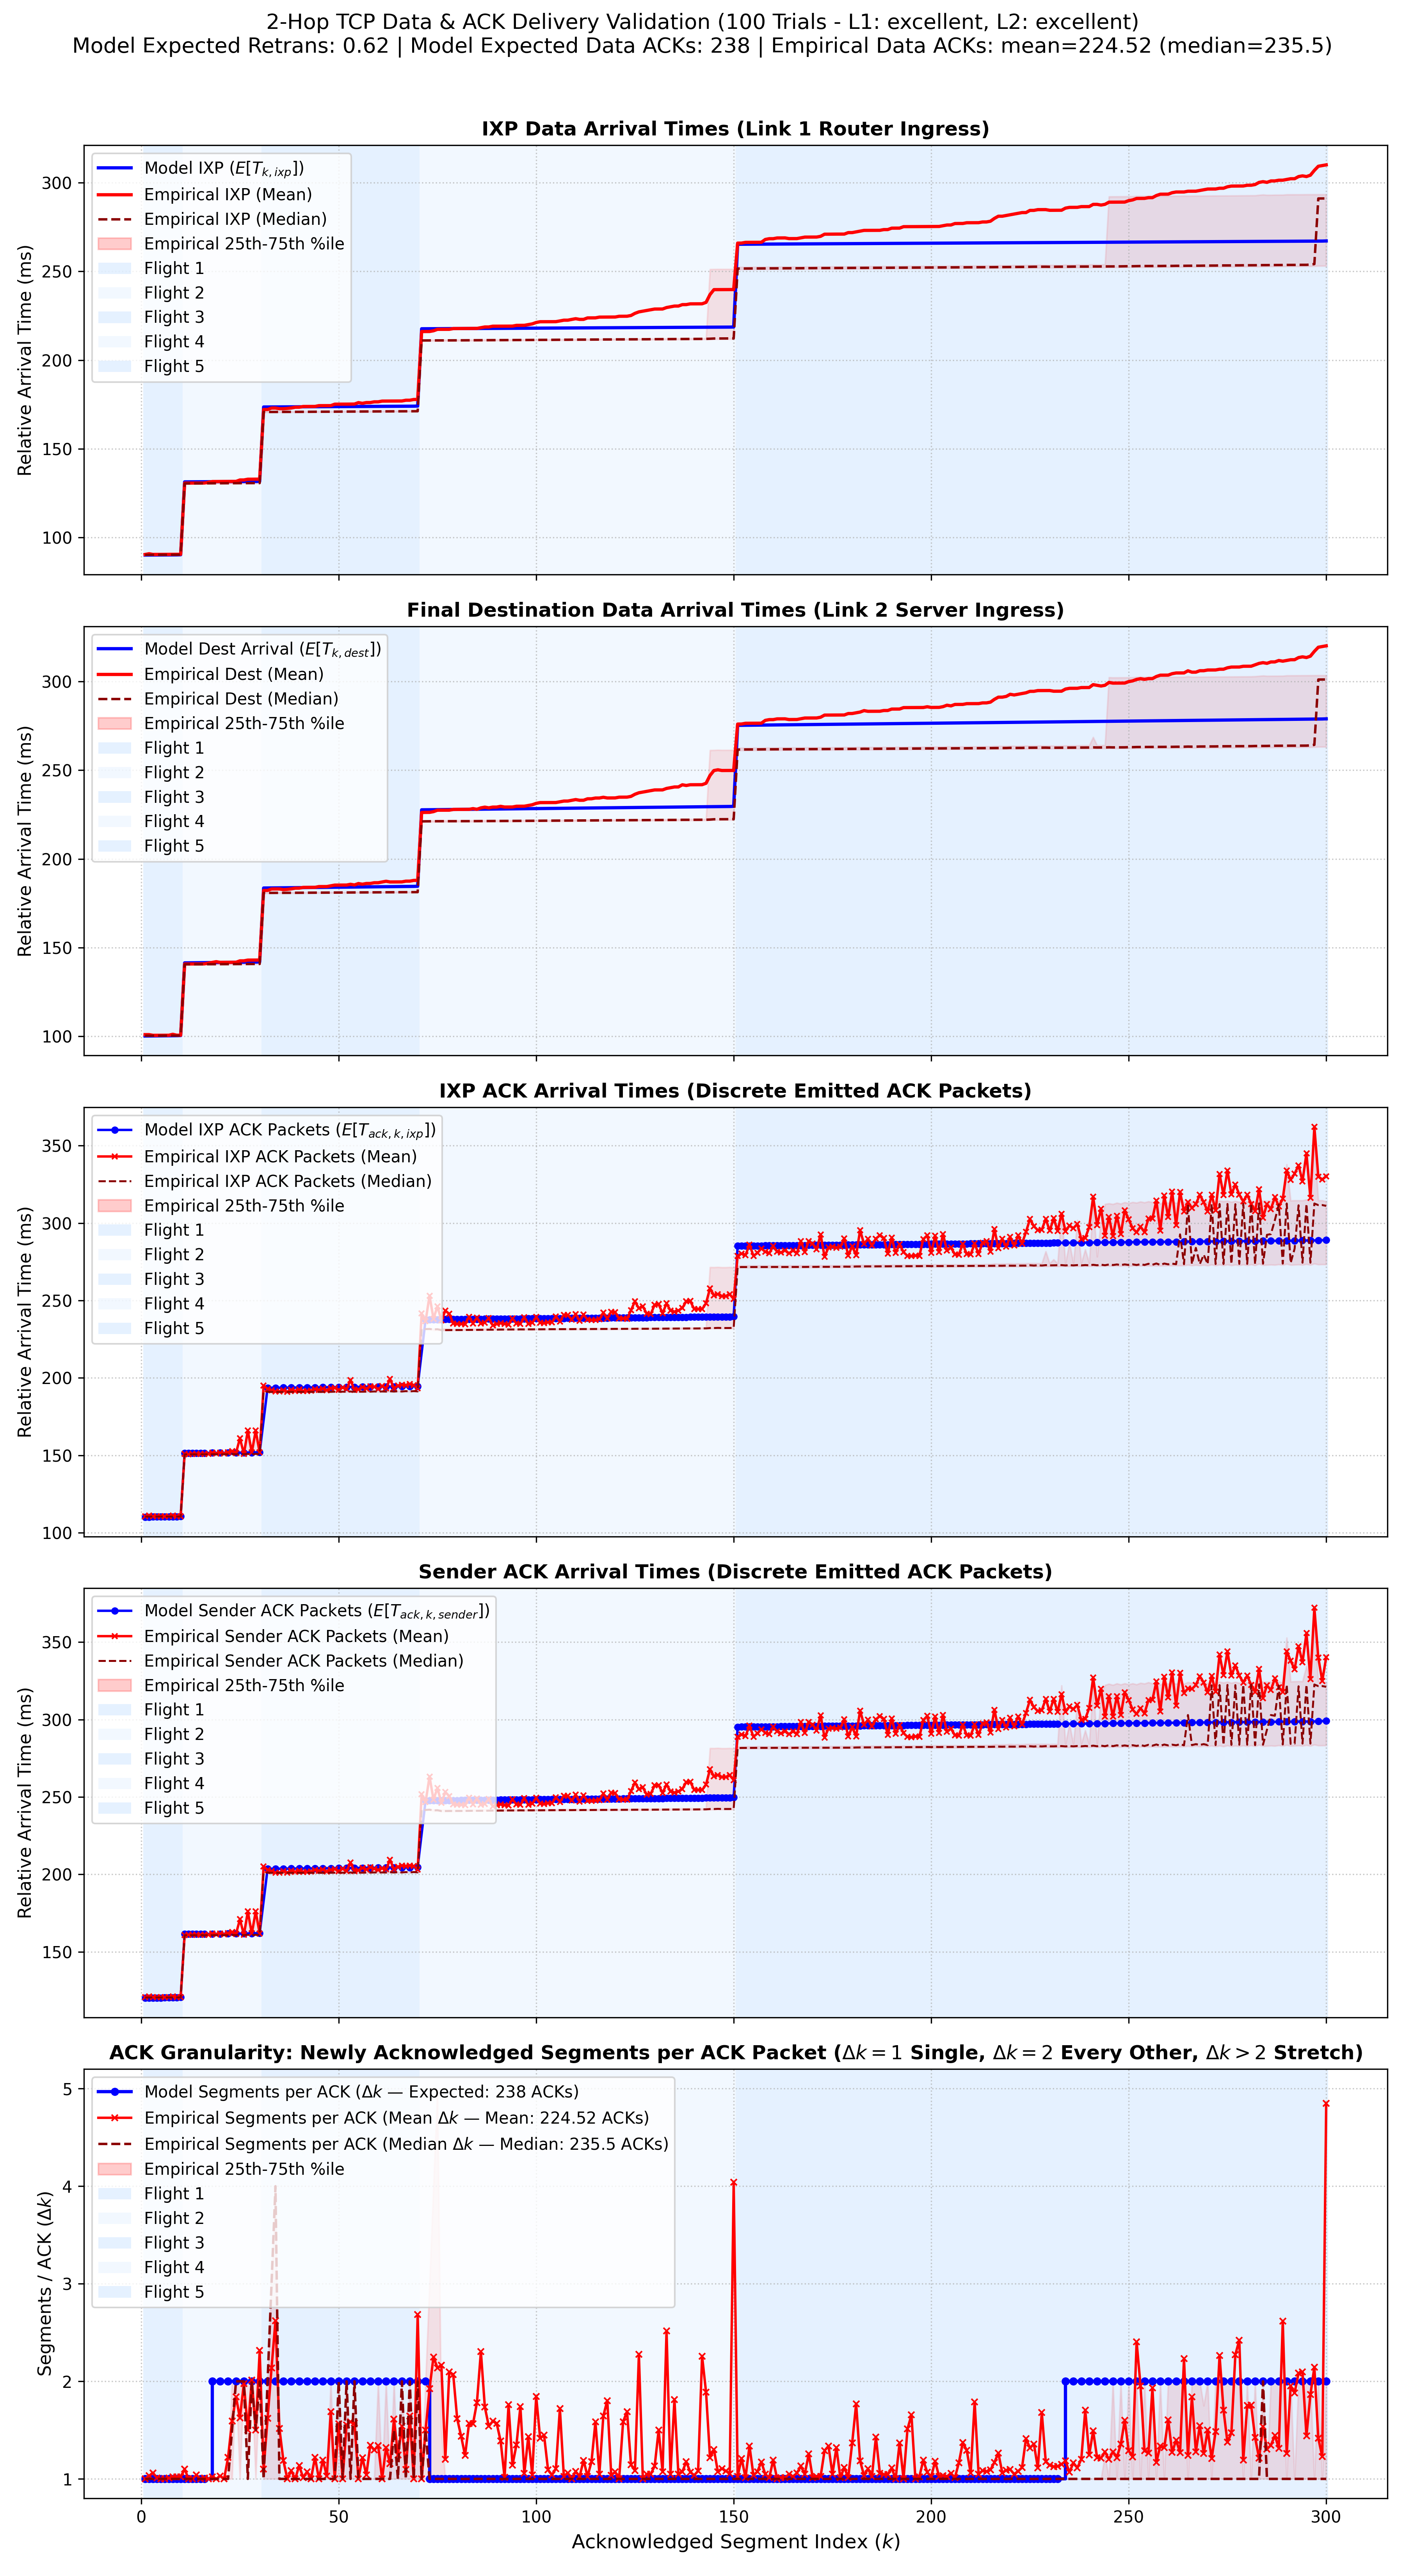 2-Hop TCP Data & ACK Delivery Validation (100 Trials - L1: excellent, L2: excellent)
Model Expected Retrans: 0.62 | Model Expected Data ACKs: 238 | Empirical Data ACKs: mean=224.52 (median=235.5)
IXP Data Arrival Times (Link 1 Router Ingress)
Relative Arrival Time (ms)
300
250
200
150
100
Model IXP (E[T_{k,ixp}])
Empirical IXP (Mean)
Empirical IXP (Median)
Empirical 25th-75th %ile
Flight 1
Flight 2
Flight 3
Flight 4
Flight 5
Final Destination Data Arrival Times (Link 2 Server Ingress)
Relative Arrival Time (ms)
300
250
200
150
100
Model Dest Arrival (E[T_{k,dest}])
Empirical Dest (Mean)
Empirical Dest (Median)
Empirical 25th-75th %ile
Flight 1
Flight 2
Flight 3
Flight 4
Flight 5
IXP ACK Arrival Times (Discrete Emitted ACK Packets)
Relative Arrival Time (ms)
350
300
250
200
150
100
Model IXP ACK Packets (E[T_{ack,k,ixp}])
Empirical IXP ACK Packets (Mean)
Empirical IXP ACK Packets (Median)
Empirical 25th-75th %ile
Flight 1
Flight 2
Flight 3
Flight 4
Flight 5
Sender ACK Arrival Times (Discrete Emitted ACK Packets)
Relative Arrival Time (ms)
350
300
250
200
150
Model Sender ACK Packets (E[T_{ack,k,sender}])
Empirical Sender ACK Packets (Mean)
Empirical Sender ACK Packets (Median)
Empirical 25th-75th %ile
Flight 1
Flight 2
Flight 3
Flight 4
Flight 5
ACK Granularity: Newly Acknowledged Segments per ACK Packet (Δk = 1 Single, Δk = 2 Every Other, Δk > 2 Stretch)
Segments / ACK (Δk)
5
4
3
2
1
Model Segments per ACK (Δk — Expected: 238 ACKs)
Empirical Segments per ACK (Mean Δk — Mean: 224.52 ACKs)
Empirical Segments per ACK (Median Δk — Median: 235.5 ACKs)
Empirical 25th-75th %ile
Flight 1
Flight 2
Flight 3
Flight 4
Flight 5
0 50 100 150 200 250 300
Acknowledged Segment Index (k)